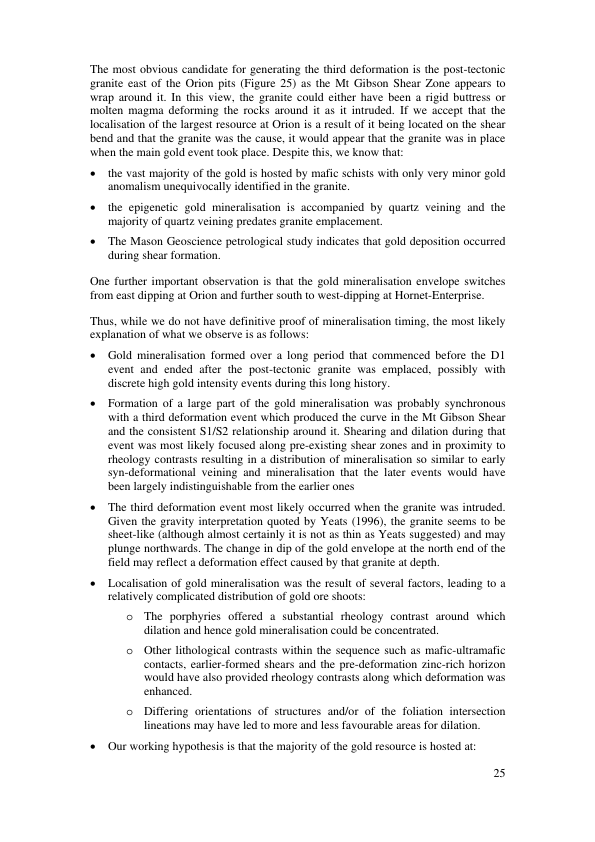 The most obvious candidate for generating the third deformation is the post-tectonic
granite east of the Orion pits (Figure 25) as the Mt Gibson Shear Zone appears to
wrap around it. In this view, the granite could either have been a rigid buttress or
molten magma deforming the rocks around it as it intruded. If we accept that the
localisation of the largest resource at Orion is a result of it being located on the shear
bend and that the granite was the cause, it would appear that the granite was in place
when the main gold event took place. Despite this, we know that:
• the vast majority of the gold is hosted by mafic schists with only very minor gold
anomalism unequivocally identified in the granite.
• the epigenetic gold mineralisation is accompanied by quartz veining and the
majority of quartz veining predates granite emplacement.
• The Mason Geoscience petrological study indicates that gold deposition occurred
during shear formation.
One further important observation is that the gold mineralisation envelope switches
from east dipping at Orion and further south to west-dipping at Hornet-Enterprise.
Thus, while we do not have definitive proof of mineralisation timing, the most likely
explanation of what we observe is as follows:
• Gold mineralisation formed over a long period that commenced before the D1
event and ended after the post-tectonic granite was emplaced, possibly with
discrete high gold intensity events during this long history.
• Formation of a large part of the gold mineralisation was probably synchronous
with a third deformation event which produced the curve in the Mt Gibson Shear
and the consistent S1/S2 relationship around it. Shearing and dilation during that
event was most likely focused along pre-existing shear zones and in proximity to
rheology contrasts resulting in a distribution of mineralisation so similar to early
syn-deformational veining and mineralisation that the later events would have
been largely indistinguishable from the earlier ones
• The third deformation event most likely occurred when the granite was intruded.
Given the gravity interpretation quoted by Yeats (1996), the granite seems to be
sheet-like (although almost certainly it is not as thin as Yeats suggested) and may
plunge northwards. The change in dip of the gold envelope at the north end of the
field may reflect a deformation effect caused by that granite at depth.
• Localisation of gold mineralisation was the result of several factors, leading to a
relatively complicated distribution of gold ore shoots:
o The porphyries offered a substantial rheology contrast around which
dilation and hence gold mineralisation could be concentrated.
o Other lithological contrasts within the sequence such as mafic-ultramafic
contacts, earlier-formed shears and the pre-deformation zinc-rich horizon
would have also provided rheology contrasts along which deformation was
enhanced.
o Differing orientations of structures and/or of the foliation intersection
lineations may have led to more and less favourable areas for dilation.
• Our working hypothesis is that the majority of the gold resource is hosted at:
25